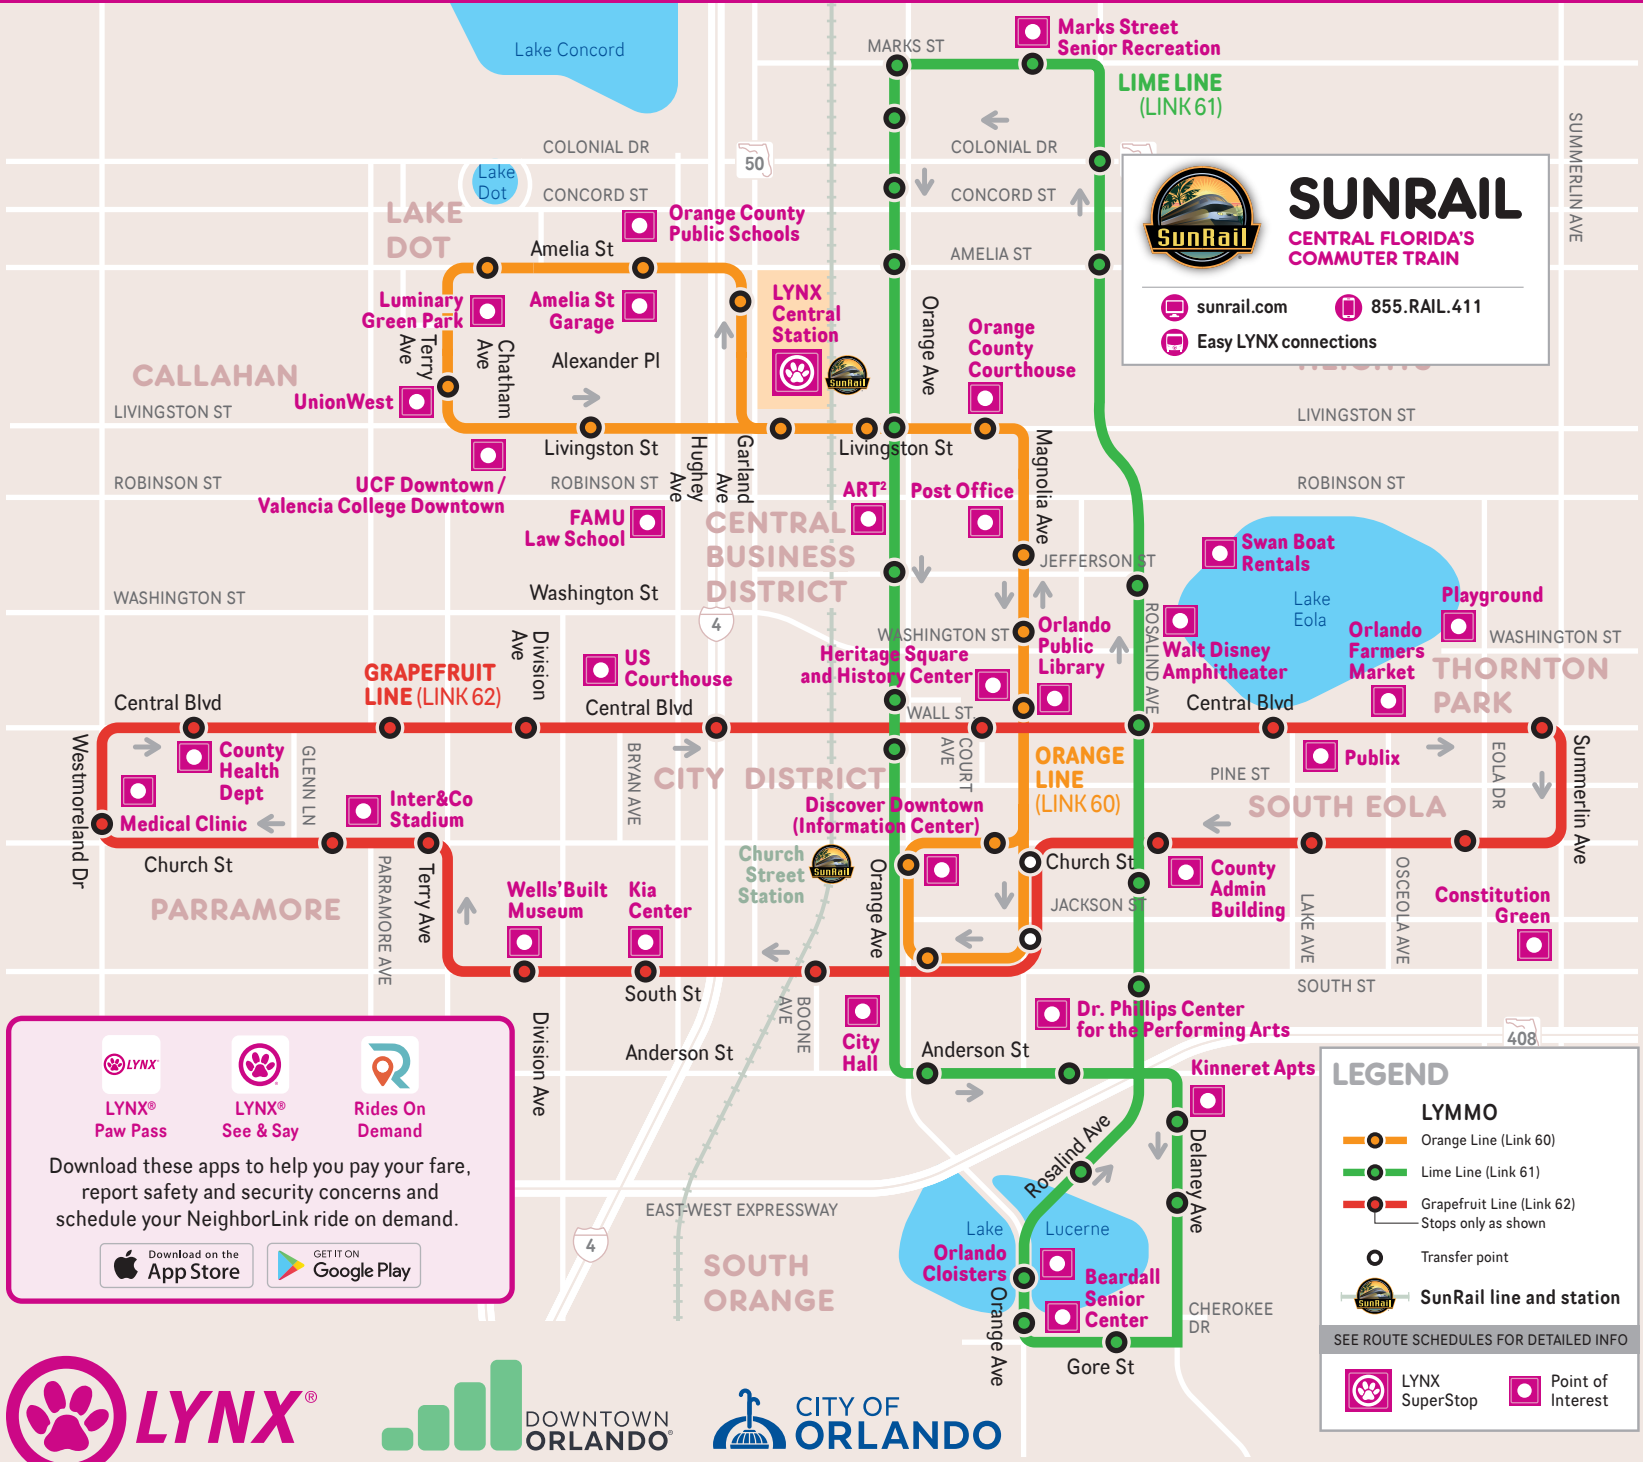 Lake Concord
MARKS ST
Marks Street
Senior Recreation
LIME LINE
(LINK 61)
COLONIAL DR
50
COLONIAL DR
SUMMERLIN AVE
Lake
Dot
CONCORD ST
CONCORD ST
SunRail
SUNRAIL
CENTRAL FLORIDA'S
COMMUTER TRAIN
sunrail.com
855.RAIL.411
Easy LYNX connections
LAKE
DOT
Orange County
Public Schools
Amelia St
AMELIA ST
Luminary
Green Park
Amelia St
Garage
LYNX
Central
Station
SunRail
Orange Ave
Orange
County
Courthouse
Terry
Ave
Chatham
Ave
Alexander Pl
CALLAHAN
HEIGHTS
UnionWest
LIVINGSTON ST
LIVINGSTON ST
Livingston St
Livingston St
Hughey
Ave
Garland
Ave
Magnolia Ave
ROBINSON ST
ROBINSON ST
ROBINSON ST
UCF Downtown /
Valencia College Downtown
FAMU
Law School
ART²
Post Office
CENTRAL
BUSINESS
DISTRICT
JEFFERSON ST
Swan Boat
Rentals
Lake
Eola
WASHINGTON ST
Washington St
4
WASHINGTON ST
Playground
WASHINGTON ST
Division
Ave
Orlando
Public
Library
ROSALIND AVE
Walt Disney
Amphitheater
Orlando
Farmers
Market
THORNTON
PARK
GRAPEFRUIT
LINE (LINK 62)
US
Courthouse
Heritage Square
and History Center
Central Blvd
Central Blvd
WALL ST.
Central Blvd
Westmoreland Dr
County
Health
Dept
GLENN LN
BRYAN AVE
CITY DISTRICT
COURT
AVE
ORANGE
LINE
(LINK 60)
PINE ST
Publix
EOLA DR
Summerlin Ave
SOUTH EOLA
Medical Clinic
Inter&Co
Stadium
Discover Downtown
(Information Center)
Church St
Church
Street
Station
SunRail
Orange Ave
Church St
County
Admin
Building
OSCEOLA AVE
LAKE AVE
Constitution
Green
PARRAMORE
PARRAMORE AVE
Terry Ave
Wells' Built
Museum
Kia
Center
JACKSON ST
South St
BOONE
AVE
SOUTH ST
City
Hall
Dr. Phillips Center
for the Performing Arts
Division Ave
Anderson St
Anderson St
408
Kinneret Apts
LYNX
LYNX®
Paw Pass
LYNX®
See & Say
Rides On
Demand
Download these apps to help you pay your fare,
report safety and security concerns and
schedule your NeighborLink ride on demand.
Download on the
App Store
GET IT ON
Google Play
Rosalind Ave
Delaney Ave
EAST-WEST EXPRESSWAY
4
SOUTH
ORANGE
Lake
Lucerne
Orlando
Cloisters
Beardall
Senior
Center
Orange Ave
CHEROKEE
DR
Gore St
LEGEND
LYMMO
Orange Line (Link 60)
Lime Line (Link 61)
Grapefruit Line (Link 62)
Stops only as shown
Transfer point
SunRail
SunRail line and station
SEE ROUTE SCHEDULES FOR DETAILED INFO
LYNX
SuperStop
Point of
Interest
LYNX®
DOWNTOWN
ORLANDO®
CITY OF
ORLANDO